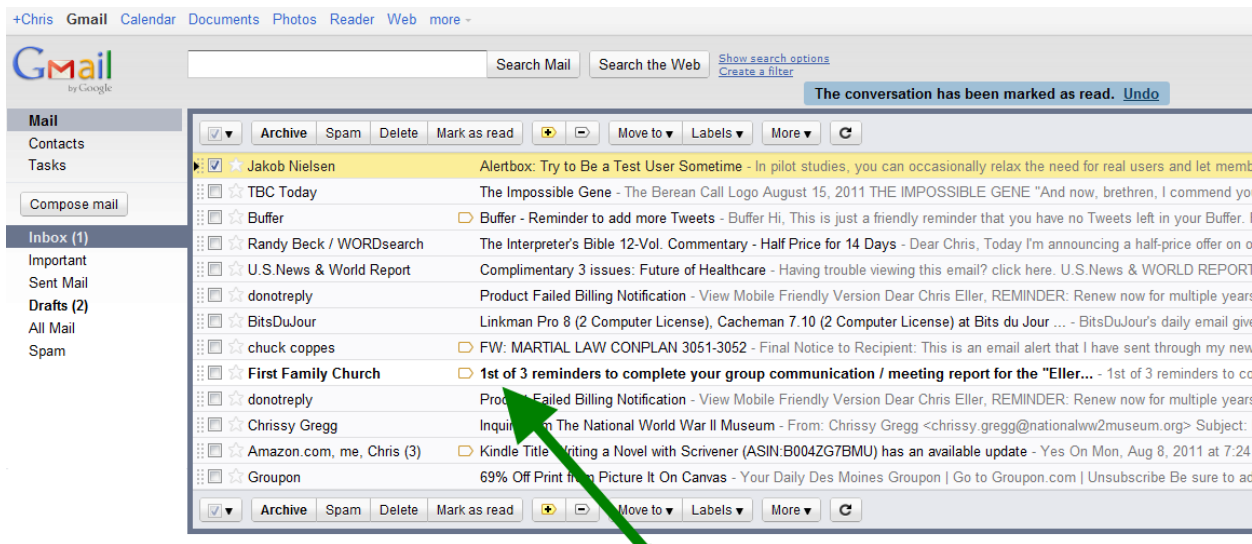 +Chris Gmail Calendar Documents Photos Reader Web more
Gmail
by Google
Search Mail Search the Web Show search options
Create a filter
The conversation has been marked as read. Undo
Mail
Contacts
Tasks
Compose mail
Inbox (1)
Important
Sent Mail
Drafts (2)
All Mail
Spam
Archive Spam Delete Mark as read Move to Labels More
Jakob Nielsen Alertbox: Try to Be a Test User Sometime - In pilot studies, you can occasionally relax the need for real users and let memb
TBC Today The Impossible Gene - The Berean Call Logo August 15, 2011 THE IMPOSSIBLE GENE "And now, brethren, I commend yo
Buffer Buffer - Reminder to add more Tweets - Buffer Hi, This is just a friendly reminder that you have no Tweets left in your Buffer.
Randy Beck / WORDsearch The Interpreter's Bible 12-Vol. Commentary - Half Price for 14 Days - Dear Chris, Today I'm announcing a half-price offer on o
U.S.News & World Report Complimentary 3 issues: Future of Healthcare - Having trouble viewing this email? click here. U.S.News & WORLD REPORT
donotreply Product Failed Billing Notification - View Mobile Friendly Version Dear Chris Eller, REMINDER: Renew now for multiple years
BitsDuJour Linkman Pro 8 (2 Computer License), Cacheman 7.10 (2 Computer License) at Bits du Jour ... - BitsDuJour's daily email give
chuck coppes FW: MARTIAL LAW CONPLAN 3051-3052 - Final Notice to Recipient: This is an email alert that I have sent through my new
First Family Church 1st of 3 reminders to complete your group communication / meeting report for the "Eller... - 1st of 3 reminders to co
donotreply Product Failed Billing Notification - View Mobile Friendly Version Dear Chris Eller, REMINDER: Renew now for multiple years
Chrissy Gregg The National World War II Museum - From: Chrissy Gregg <chrissy.gregg@nationalww2museum.org> Subject:
Amazon.com, me, Chris (3) Kindle Title Writing a Novel with Scrivener (ASIN:B004ZG7BMU) has an available update - Yes On Mon, Aug 8, 2011 at 7:24
Groupon 69% Off Print from Picture It On Canvas - Your Daily Des Moines Groupon | Go to Groupon.com | Unsubscribe Be sure to ad
Archive Spam Delete Mark as read Move to Labels More